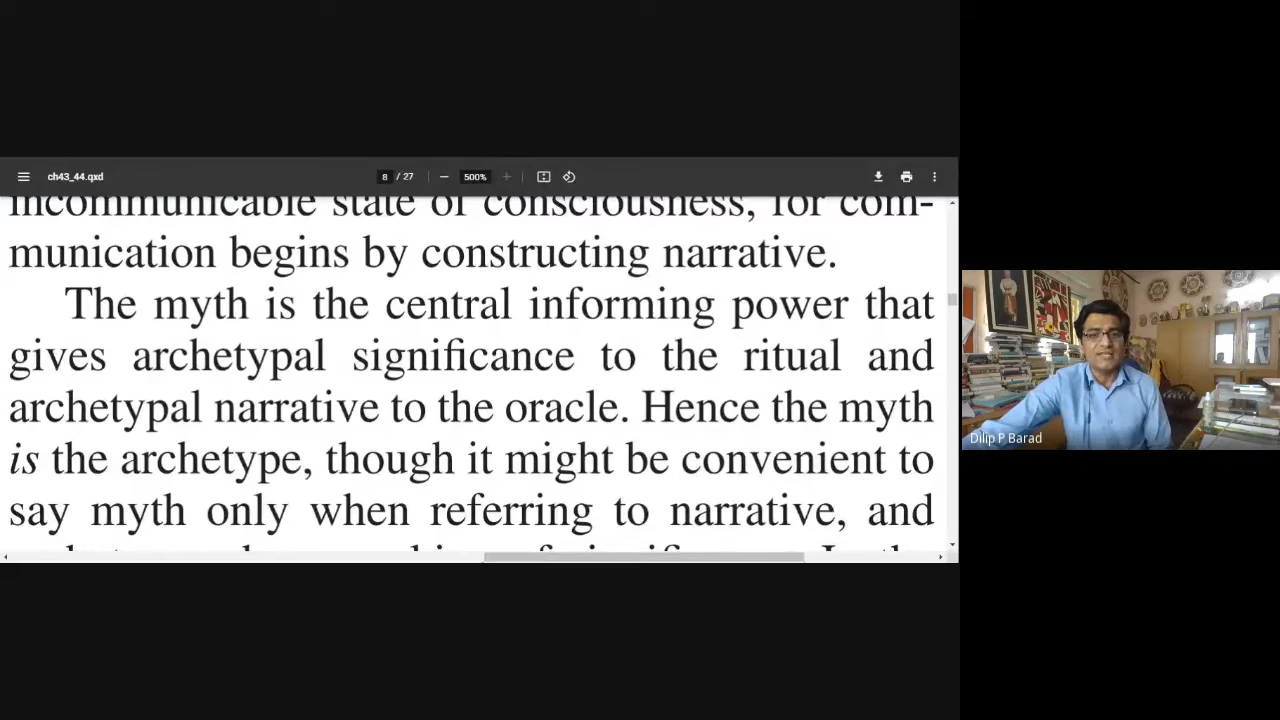 ch43_44.qxd
8 / 27
500%
incommunicable state of consciousness, for com-
munication begins by constructing narrative.
The myth is the central informing power that
gives archetypal significance to the ritual and
archetypal narrative to the oracle. Hence the myth
is the archetype, though it might be convenient to
say myth only when referring to narrative, and
Dilip P Barad